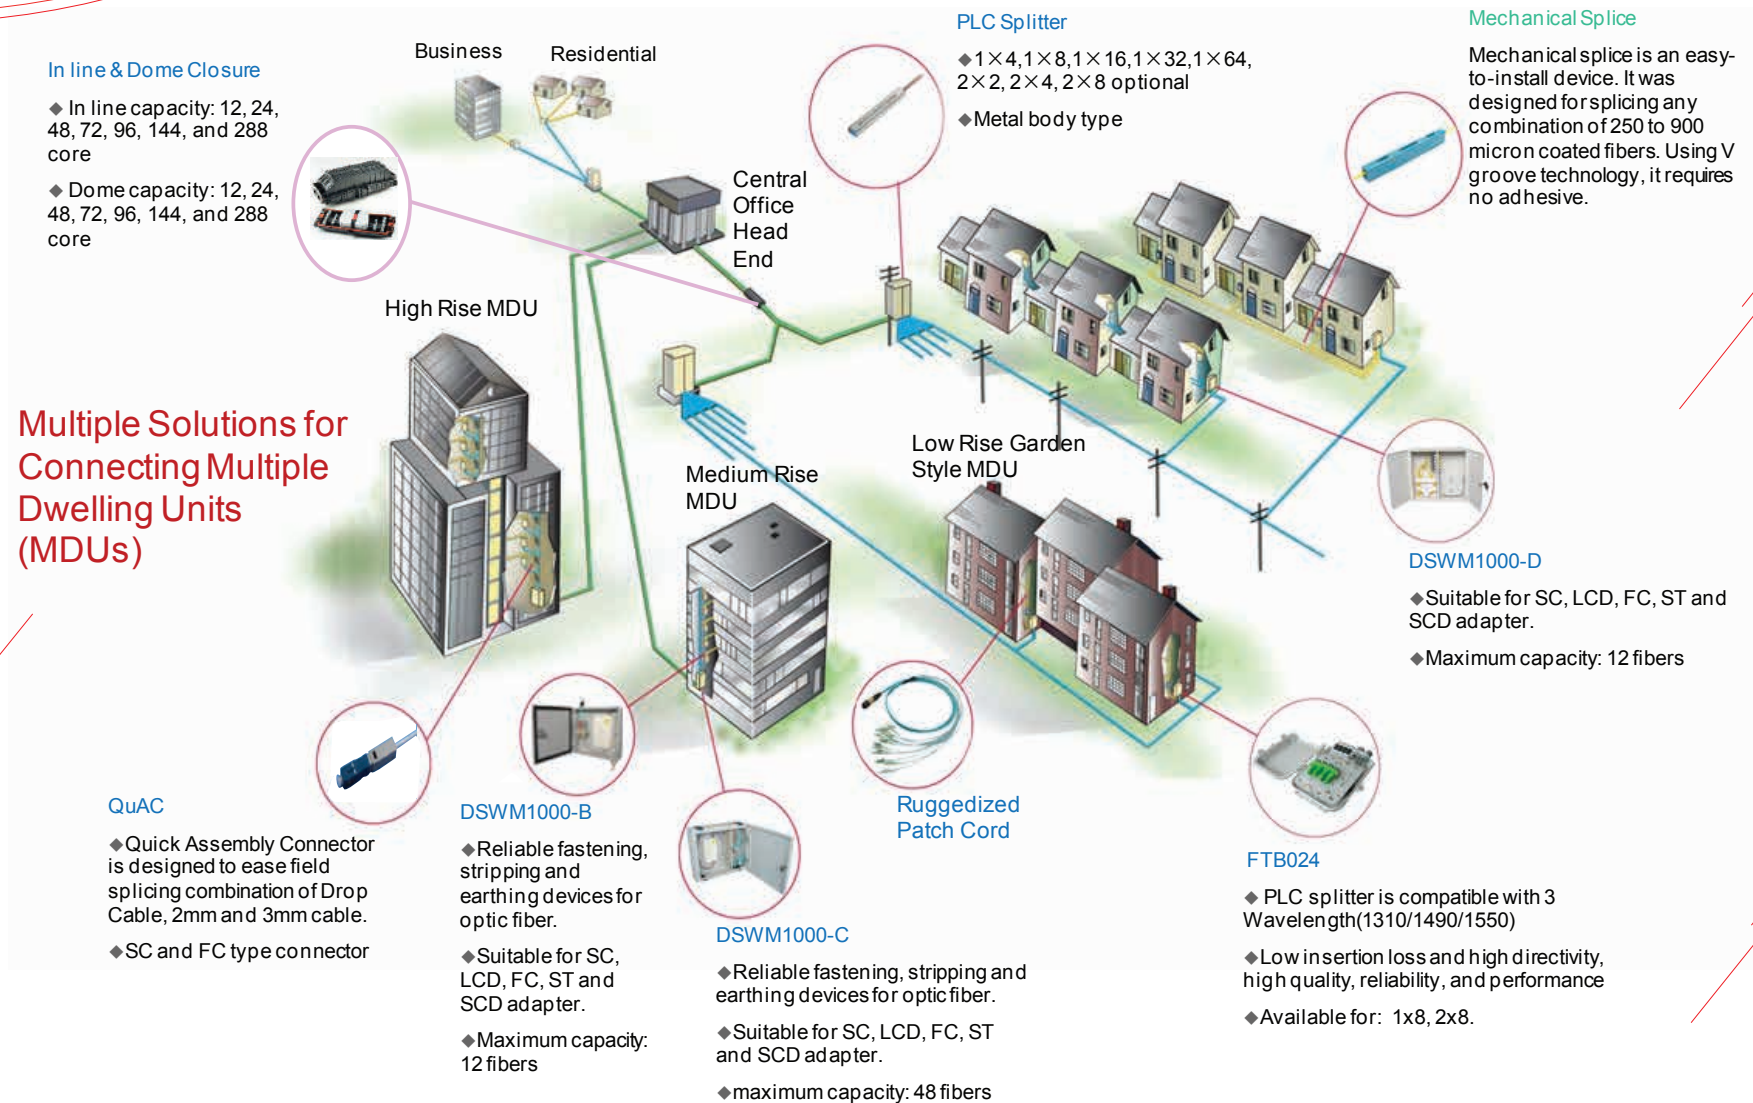 In line & Dome Closure
◆ In line capacity: 12, 24,
48, 72, 96, 144, and 288
core
◆ Dome capacity: 12, 24,
48, 72, 96, 144, and 288
core
Business
Residential
PLC Splitter
◆1×4,1×8,1×16,1×32,1×64,
2×2, 2×4, 2×8 optional
◆Metal body type
Mechanical Splice
Mechanical splice is an easy-
to-install device. It was
designed for splicing any
combination of 250 to 900
micron coated fibers. Using V
groove technology, it requires
no adhesive.
Central
Office
Head
End
High Rise MDU
Multiple Solutions for
Connecting Multiple
Dwelling Units
(MDUs)
Medium Rise
MDU
Low Rise Garden
Style MDU
DSWM1000-D
◆Suitable for SC, LCD, FC, ST and
SCD adapter.
◆Maximum capacity: 12 fibers
QuAC
◆Quick Assembly Connector
is designed to ease field
splicing combination of Drop
Cable, 2mm and 3mm cable.
◆SC and FC type connector
DSWM1000-B
◆Reliable fastening,
stripping and
earthing devices for
optic fiber.
◆Suitable for SC,
LCD, FC, ST and
SCD adapter.
◆Maximum capacity:
12 fibers
DSWM1000-C
◆Reliable fastening, stripping and
earthing devices for optic fiber.
◆Suitable for SC, LCD, FC, ST
and SCD adapter.
◆maximum capacity: 48 fibers
Ruggedized
Patch Cord
FTB024
◆ PLC splitter is compatible with 3
Wavelength(1310/1490/1550)
◆Low insertion loss and high directivity,
high quality, reliability, and performance
◆Available for: 1x8, 2x8.